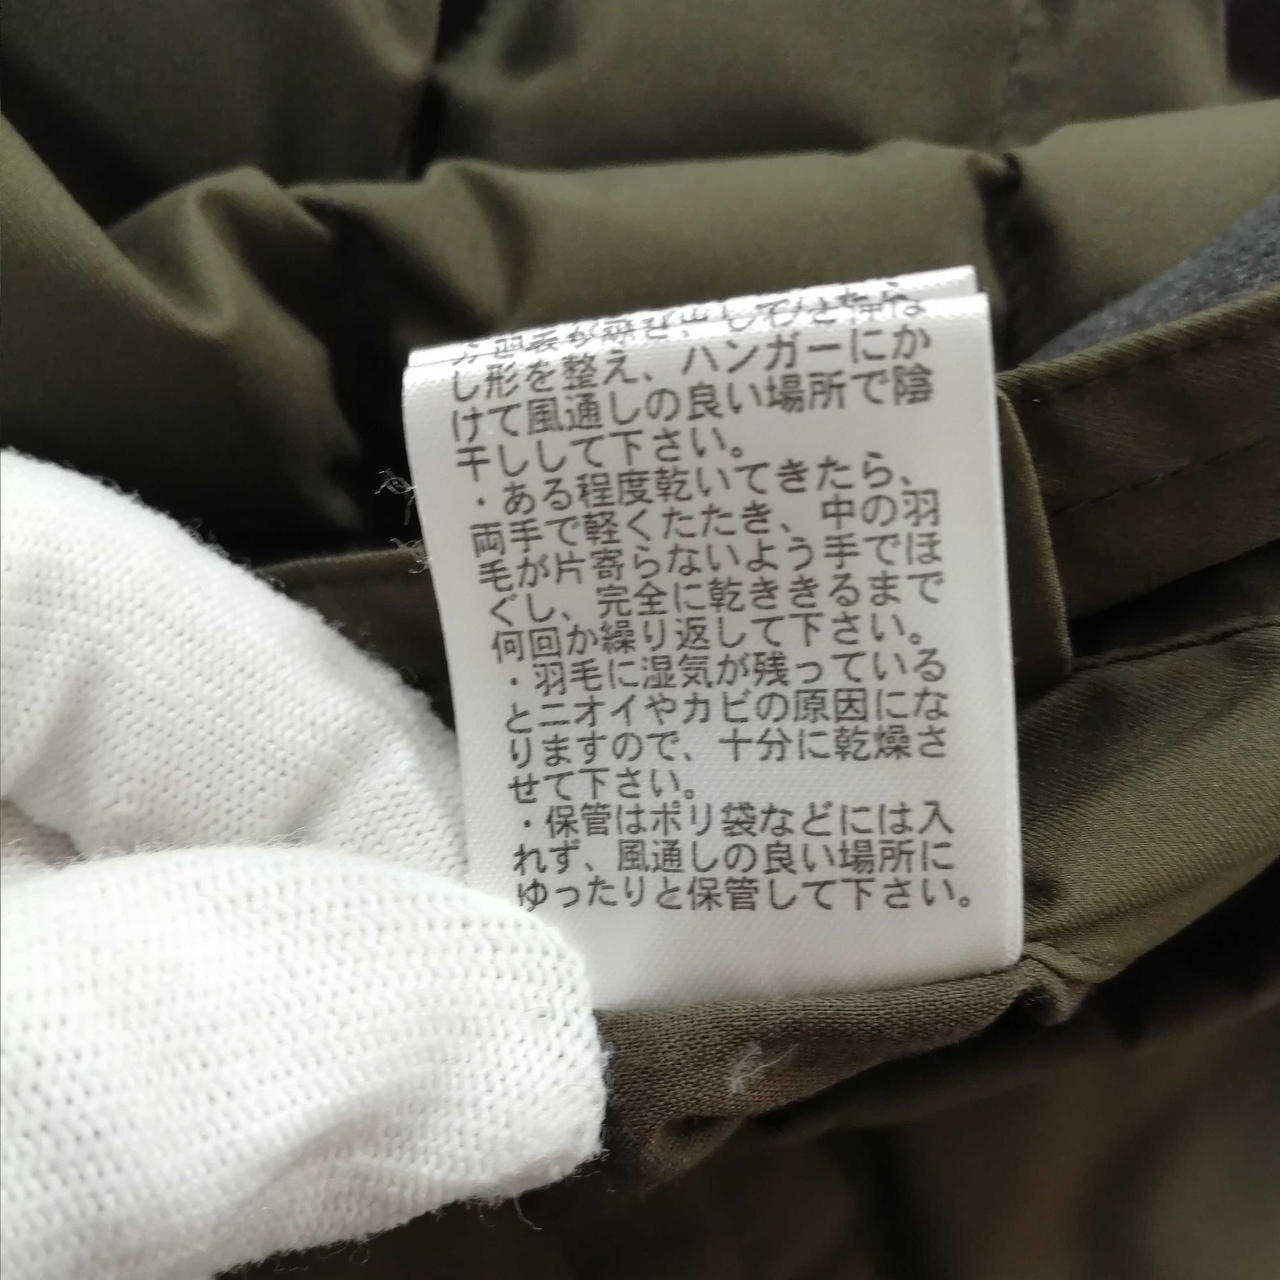 し形を整え、ハンガーにか
けて風通しの良い場所で陰
干しして下さい。
・ある程度乾いてきたら、
両手で軽くたたき、中の羽
毛が片寄らないよう手でほ
ぐし、完全に乾ききるまで
何回か繰り返して下さい。
・羽毛に湿気が残っている
とニオイやカビの原因にな
りますので、十分に乾燥さ
せて下さい。
・保管はポリ袋などには入
れず、風通しの良い場所に
ゆったりと保管して下さい。